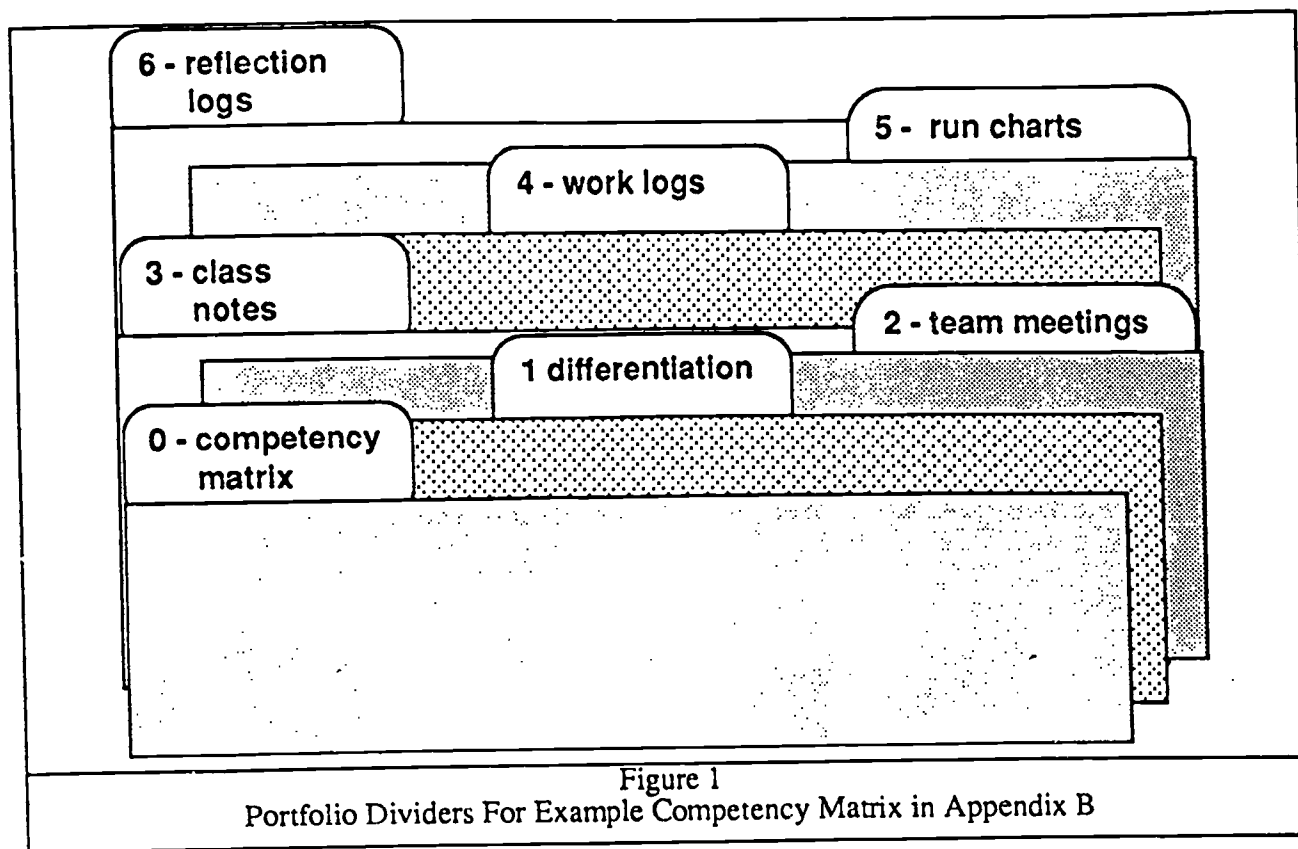 6 - reflection
logs
5 - run charts
4 - work logs
3 - class
notes
2 - team meetings
1 differentiation
0 - competency
matrix
Figure 1
Portfolio Dividers For Example Competency Matrix in Appendix B